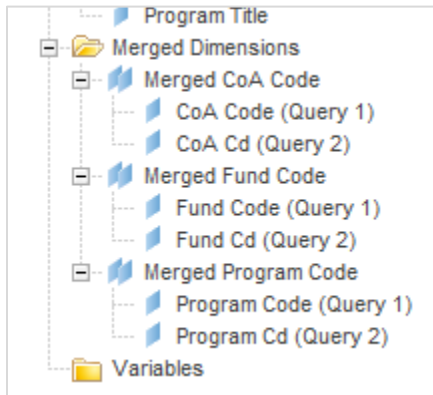 Program Title
Merged Dimensions
Merged CoA Code
CoA Code (Query 1)
CoA Cd (Query 2)
Merged Fund Code
Fund Code (Query 1)
Fund Cd (Query 2)
Merged Program Code
Program Code (Query 1)
Program Cd (Query 2)
Variables